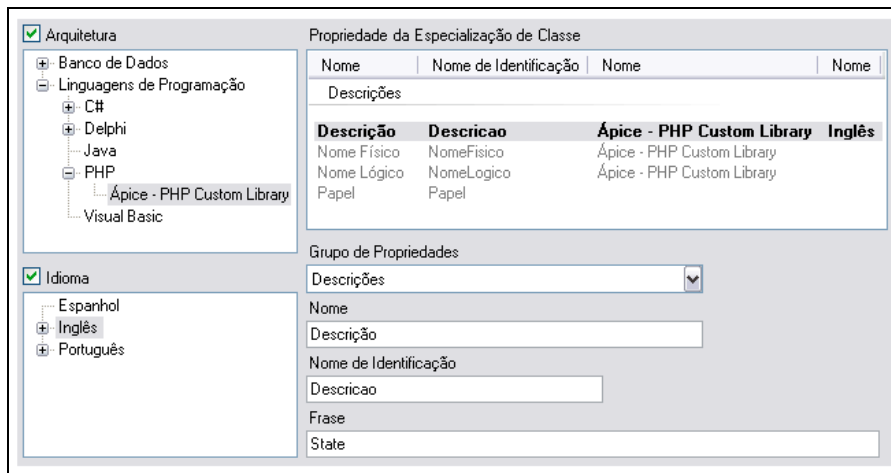 Arquitetura
Banco de Dados
Linguagens de Programação
C#
Delphi
Java
PHP
Ápice - PHP Custom Library
Visual Basic
Idioma
Espanhol
Inglês
Português
Propriedade da Especialização de Classe
Nome Nome de Identificação Nome Nome
Descrições
Descrição Descricao Ápice - PHP Custom Library Inglês
Nome Físico NomeFisico Ápice - PHP Custom Library
Nome Lógico NomeLogico Ápice - PHP Custom Library
Papel Papel
Grupo de Propriedades
Descrições
Nome
Descrição
Nome de Identificação
Descricao
Frase
State